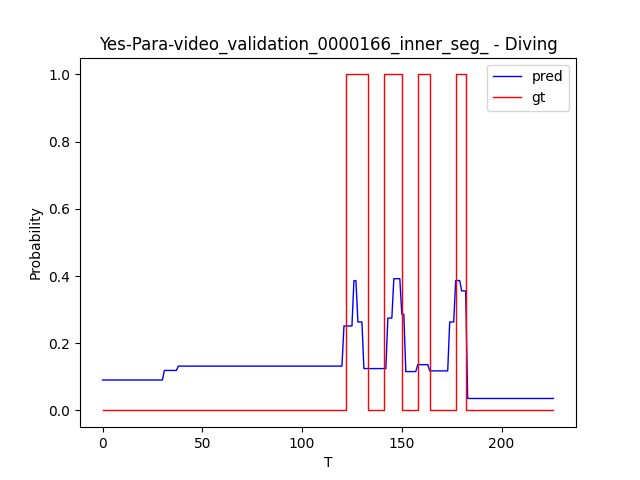 Yes-Para-video_validation_0000166_inner_seg_ - Diving
1.0
0.8
0.6
0.4
0.2
0.0
Probability
0
50
100
150
200
T
pred
gt